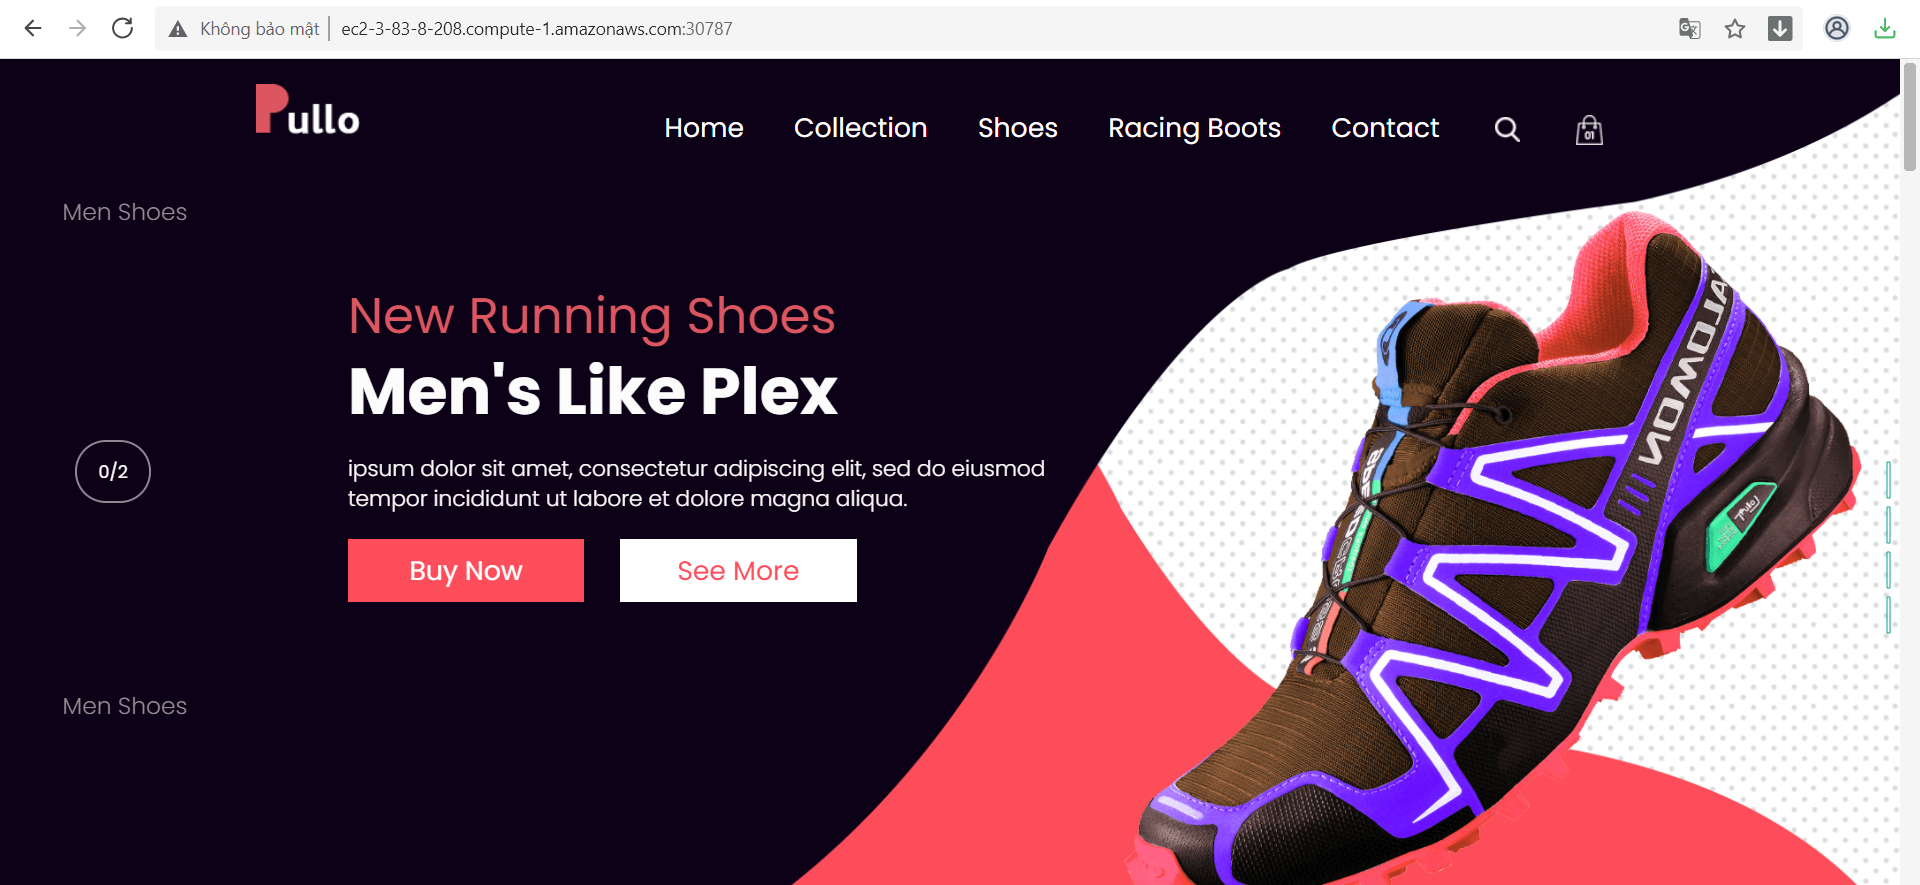 Không bảo mật
ec2-3-83-8-208.compute-1.amazonaws.com:30787
Pullo
Home
Collection
Shoes
Racing Boots
Contact
01
Men Shoes
New Running Shoes
Men's Like Plex
0/2
ipsum dolor sit amet, consectetur adipiscing elit, sed do eiusmod
tempor incididunt ut labore et dolore magna aliqua.
Buy Now
See More
Men Shoes